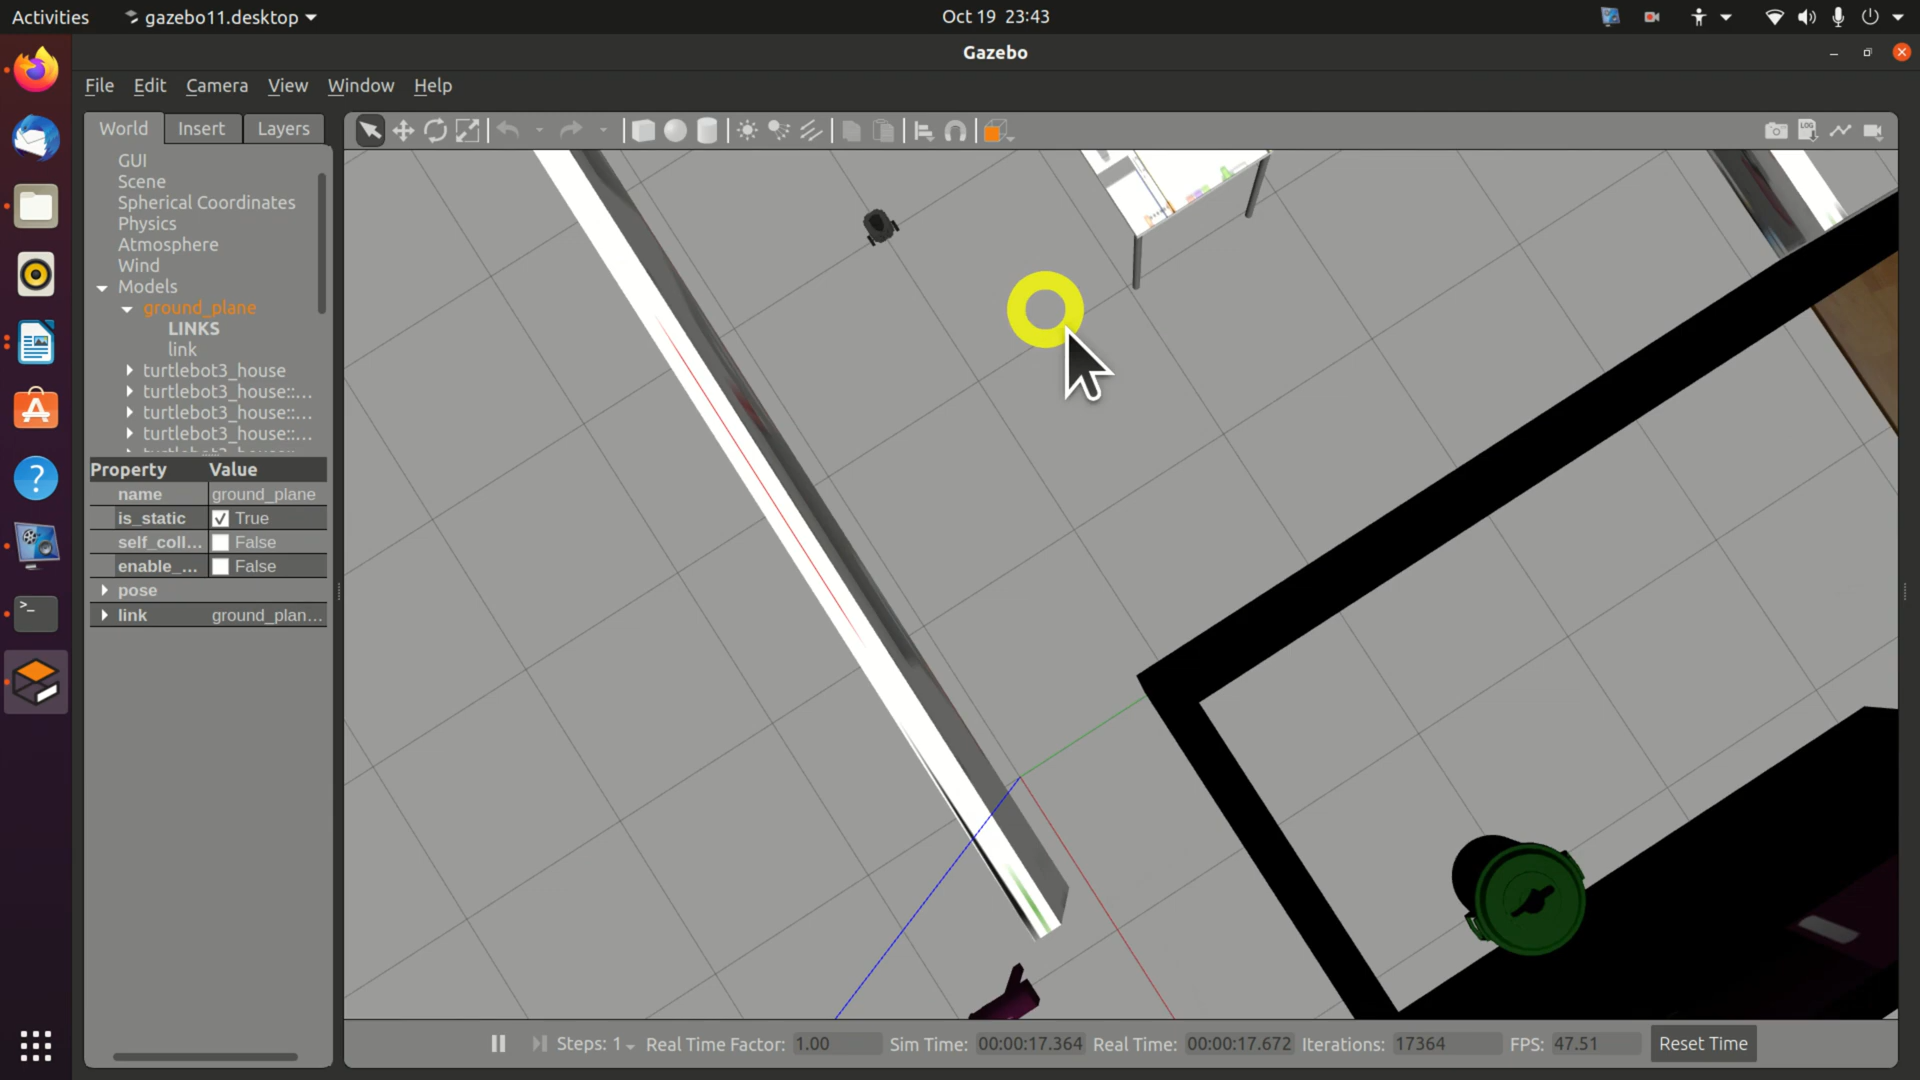 Activities gazebo11.desktop Oct 19 23:43
Gazebo
File Edit Camera View Window Help
World Insert Layers
GUI
Scene
Spherical Coordinates
Physics
Atmosphere
Wind
Models
ground_plane
LINKS
link
turtlebot3_house
turtlebot3_house::...
turtlebot3_house::...
turtlebot3_house::...
Property Value
name ground_plane
is_static True
self_coll... False
enable_... False
pose
link ground_plan...
Steps: 1 Real Time Factor: 1.00 Sim Time: 00:00:17.364 Real Time: 00:00:17.672 Iterations: 17364 FPS: 47.51 Reset Time